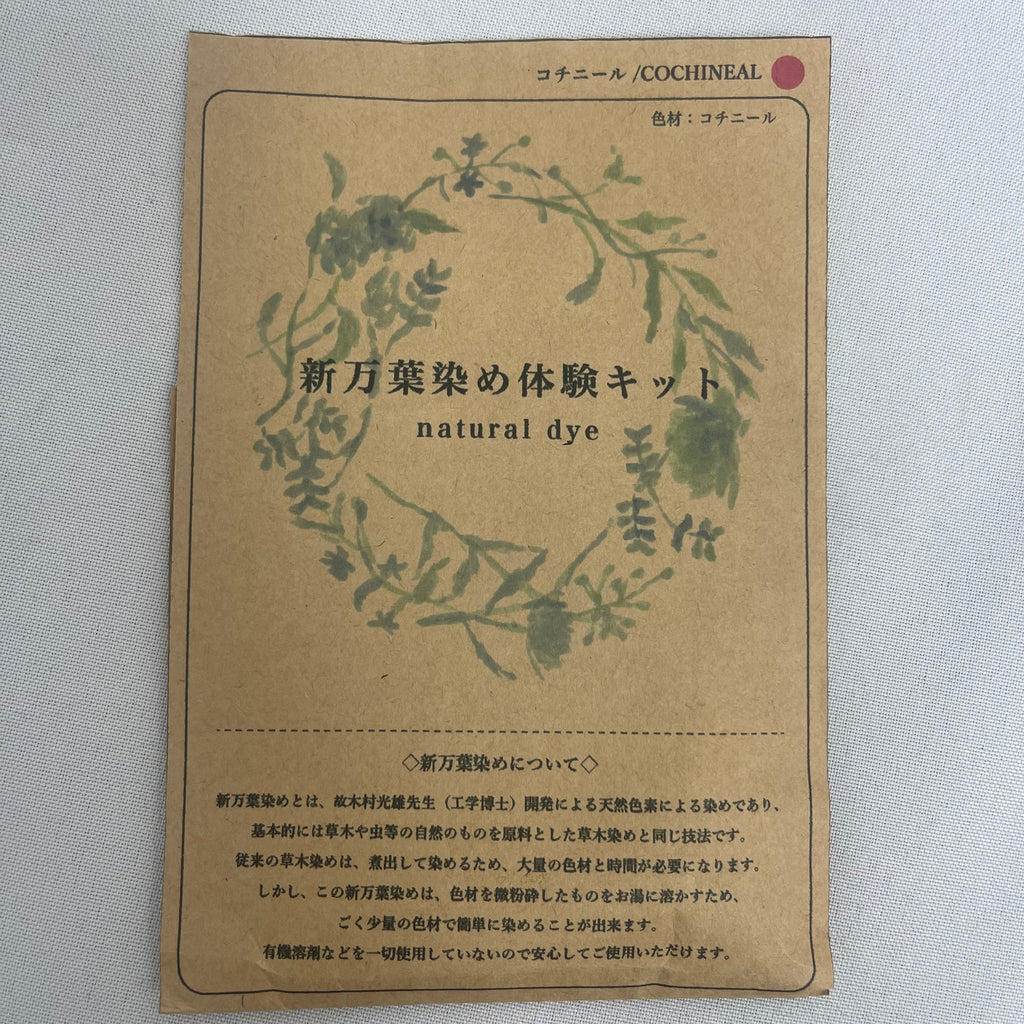 コチニール /COCHINEAL
色材：コチニール
新万葉染め体験キット
natural dye
◇新万葉染めについて◇
新万葉染めとは、故木村光雄先生（工学博士）開発による天然色素による染めであり、
基本的には草木や虫等の自然のものを原料とした草木染めと同じ技法です。
従来の草木染めは、煮出して染めるため、大量の色材と時間が必要になります。
しかし、この新万葉染めは、色材を微粉砕したものをお湯に溶かすため、
ごく少量の色材で簡単に染めることが出来ます。
有機溶剤などを一切使用していないので安心してご使用いただけます。